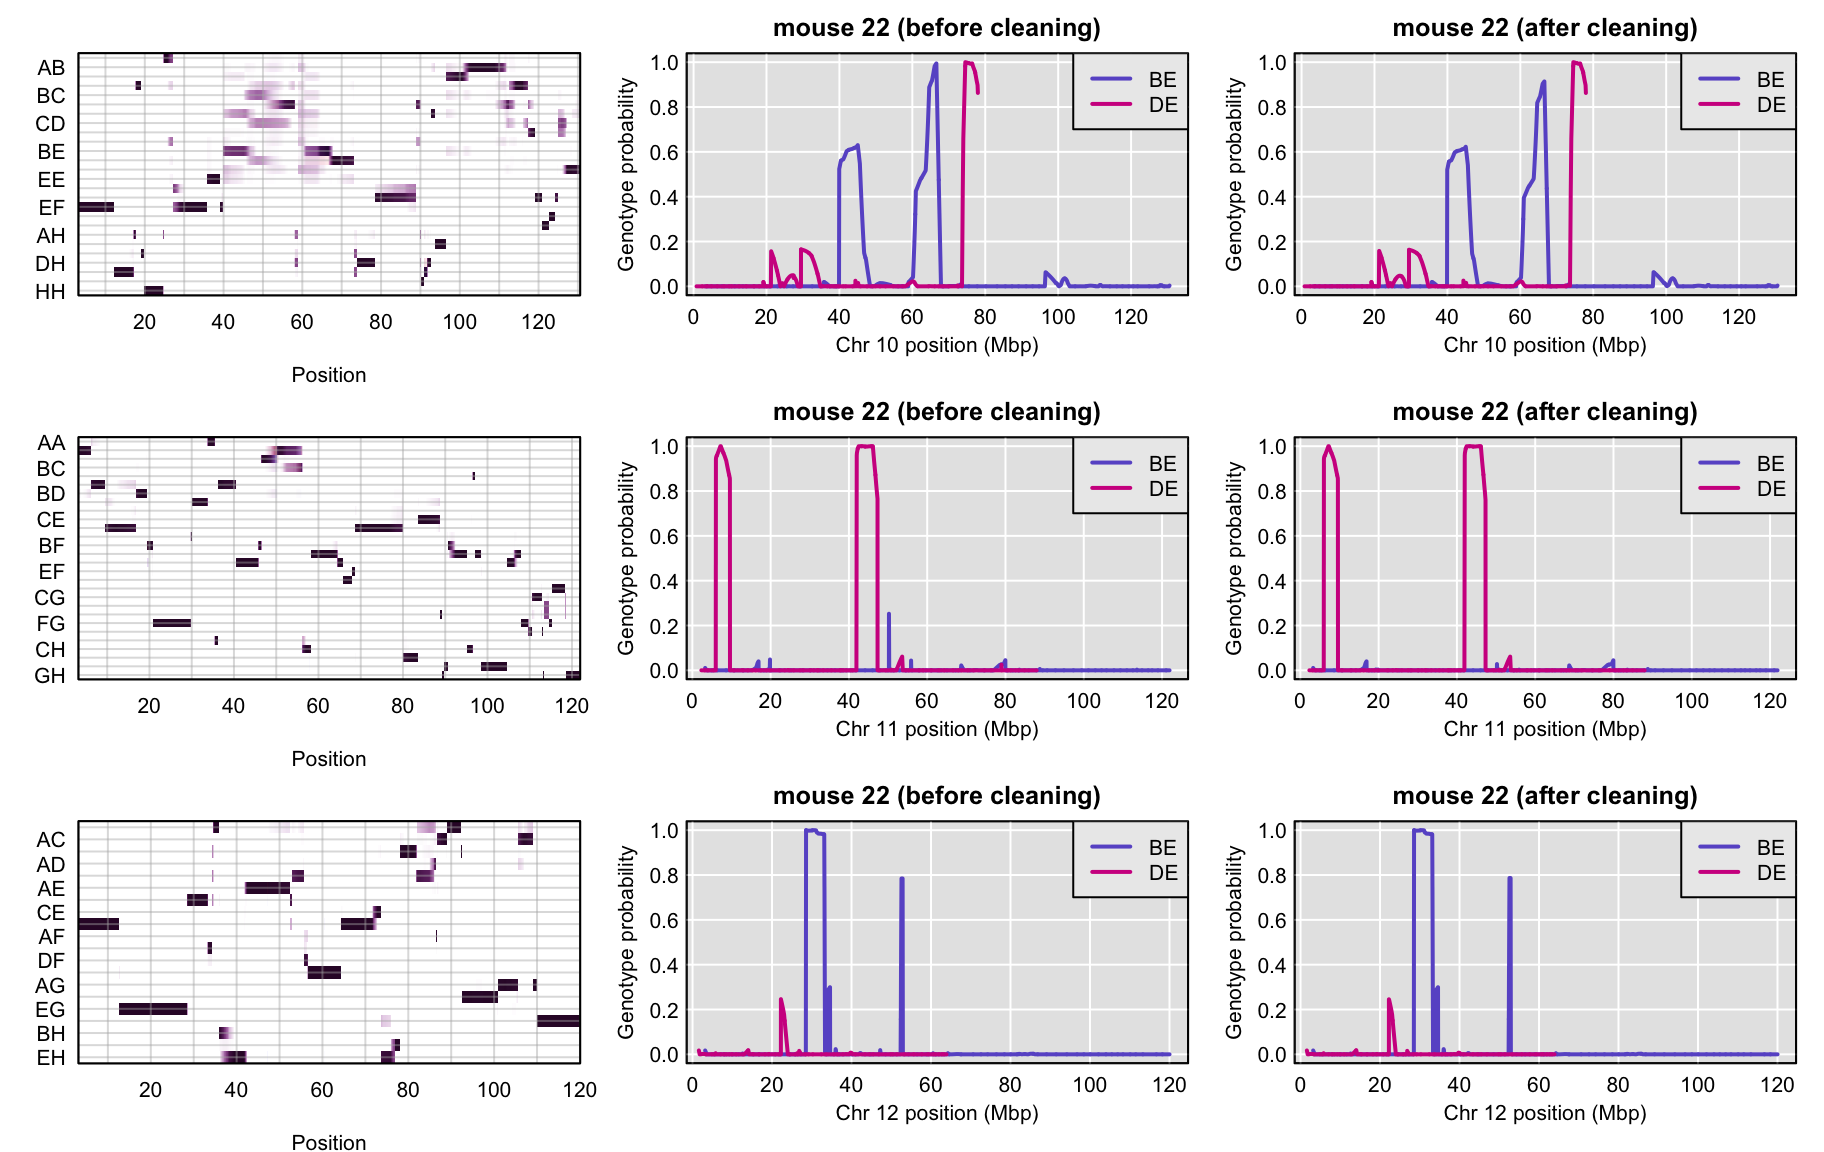 mouse 22 (before cleaning)
mouse 22 (after cleaning)
AB
BC
CD
BE
EE
EF
AH
DH
HH
20 40 60 80 100 120
Position
Genotype probability
1.0
0.8
0.6
0.4
0.2
0.0
BE
DE
0 20 40 60 80 100 120
Chr 10 position (Mbp)
Genotype probability
1.0
0.8
0.6
0.4
0.2
0.0
BE
DE
0 20 40 60 80 100 120
Chr 10 position (Mbp)
mouse 22 (before cleaning)
mouse 22 (after cleaning)
AA
BC
BD
CE
BF
EF
CG
FG
CH
GH
20 40 60 80 100 120
Position
Genotype probability
1.0
0.8
0.6
0.4
0.2
0.0
BE
DE
0 20 40 60 80 100 120
Chr 11 position (Mbp)
Genotype probability
1.0
0.8
0.6
0.4
0.2
0.0
BE
DE
0 20 40 60 80 100 120
Chr 11 position (Mbp)
mouse 22 (before cleaning)
mouse 22 (after cleaning)
AC
AD
AE
CE
AF
DF
AG
EG
BH
EH
20 40 60 80 100 120
Position
Genotype probability
1.0
0.8
0.6
0.4
0.2
0.0
BE
DE
0 20 40 60 80 100 120
Chr 12 position (Mbp)
Genotype probability
1.0
0.8
0.6
0.4
0.2
0.0
BE
DE
0 20 40 60 80 100 120
Chr 12 position (Mbp)